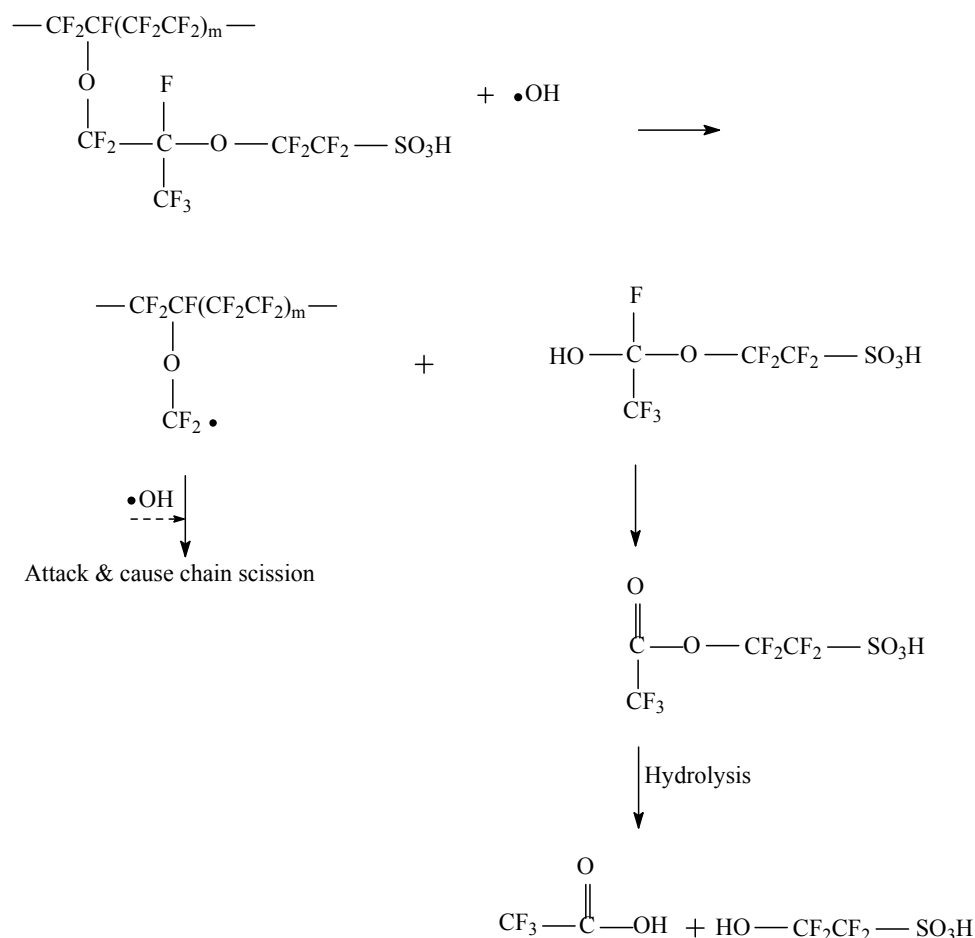 — CF₂CF(CF₂CF₂)ₘ —
O F
+ •OH
CF₂ — C — O — CF₂CF₂ — SO₃H
CF₃
— CF₂CF(CF₂CF₂)ₘ — F
O + HO — C — O — CF₂CF₂ — SO₃H
CF₂ • CF₃
•OH
Attack & cause chain scission
O
C — O — CF₂CF₂ — SO₃H
CF₃
Hydrolysis
O
CF₃ — C — OH + HO — CF₂CF₂ — SO₃H